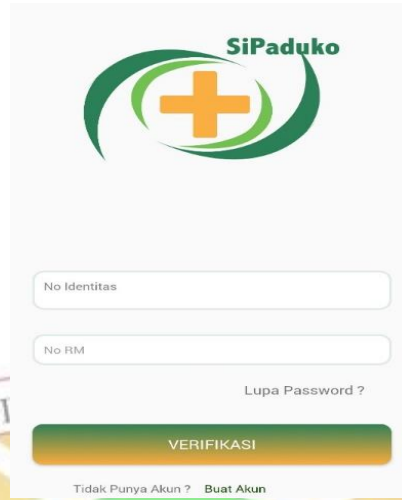 SiPaduko
No Identitas
No RM
Lupa Password ?
VERIFIKASI
Tidak Punya Akun ? Buat Akun